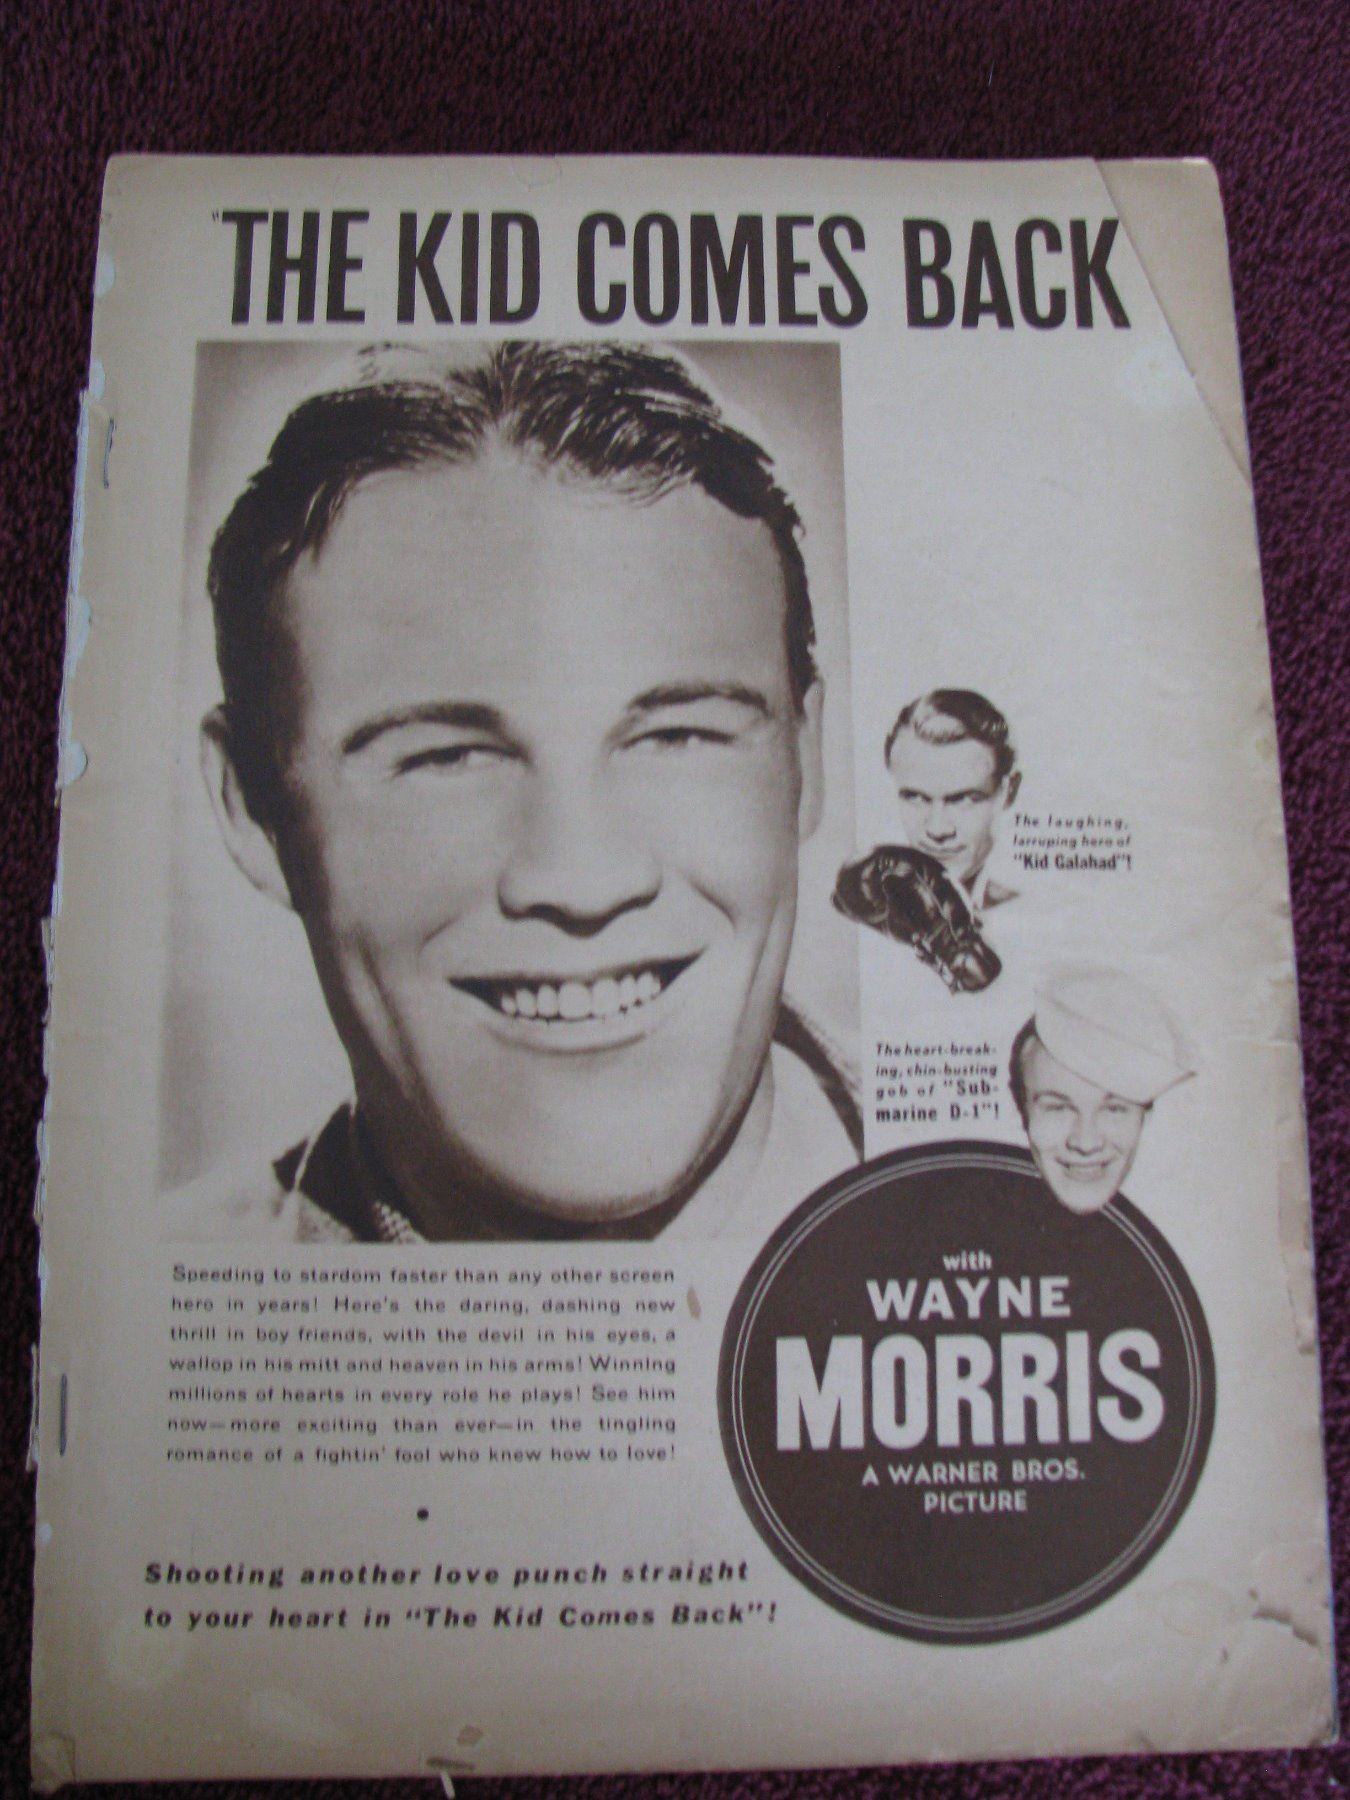 "THE KID COMES BACK
The laughing,
larruping hero of
"Kid Galahad"!
The heart-break-
ing, chin-busting
gob of "Sub-
marine D-1"!
with
WAYNE
MORRIS
A WARNER BROS.
PICTURE
Speeding to stardom faster than any other screen
hero in years! Here's the daring, dashing new
thrill in boy friends, with the devil in his eyes, a
wallop in his mitt and heaven in his arms! Winning
millions of hearts in every role he plays! See him
now—more exciting than ever—in the tingling
romance of a fightin' fool who knew how to love!
Shooting another love punch straight
to your heart in "The Kid Comes Back"!